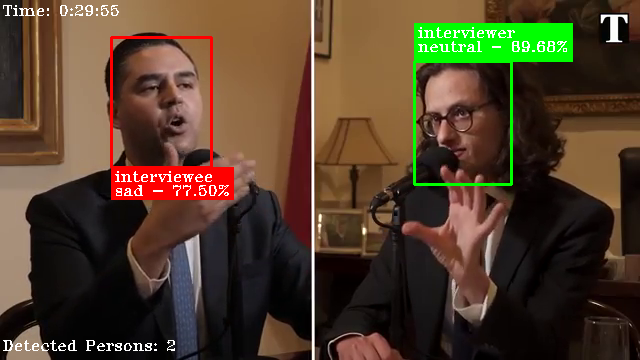 Time: 0:29:55
T
interviewer
neutral - 89.68%
interviewee
sad - 77.50%
Detected Persons: 2